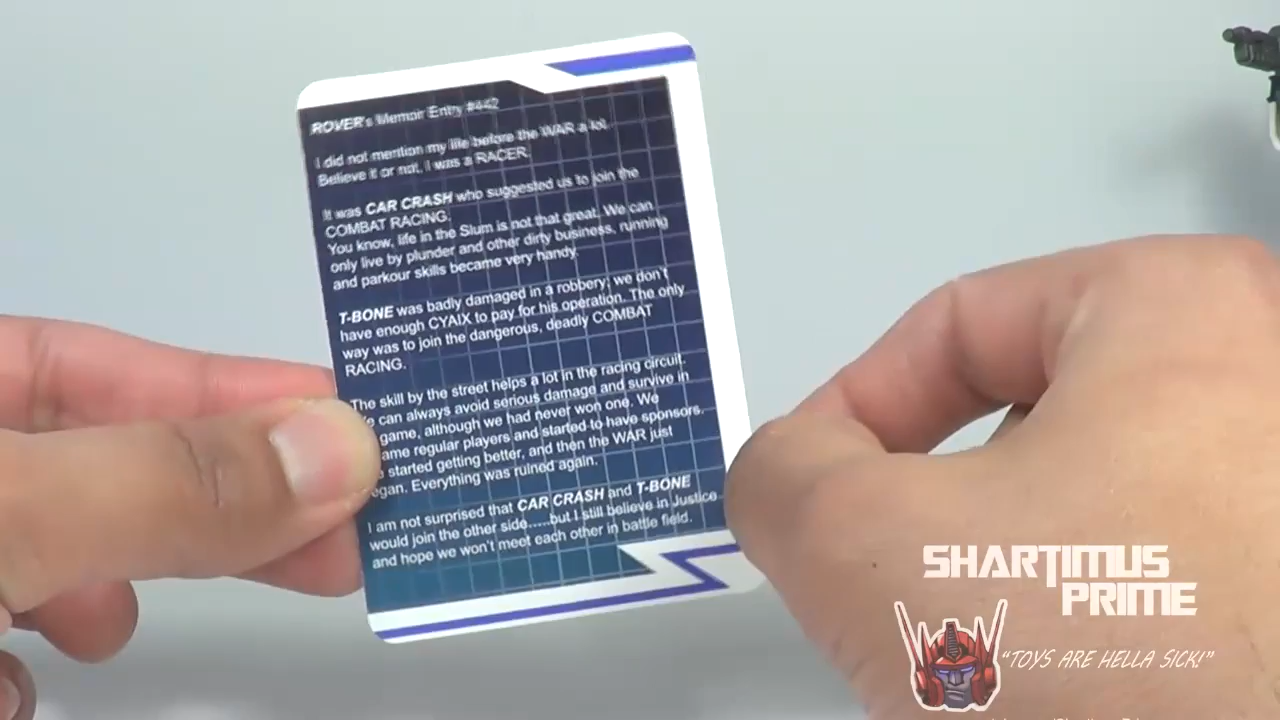 ROVER's Memoir Entry #442
I did not mention my life before the WAR a lot.
Believe it or not, I was a RACER.
It was CAR CRASH who suggested us to join the
COMBAT RACING.
You know, life in the Slum is not that great. We can
only live by plunder and other dirty business, running
and parkour skills became very handy.
T-BONE was badly damaged in a robbery; we don't
have enough CYAIX to pay for his operation. The only
way was to join the dangerous, deadly COMBAT
RACING.
The skill by the street helps a lot in the racing circuit.
can always avoid serious damage and survive in
game, although we had never won one. We
ame regular players and started to have sponsors.
started getting better, and then the WAR just
egan. Everything was ruined again.
I am not surprised that CAR CRASH and T-BONE
would join the other side.....but I still believe in Justice
and hope we won't meet each other in battle field.
SHARTIMUS
PRIME
"TOYS ARE HELLA SICK!"